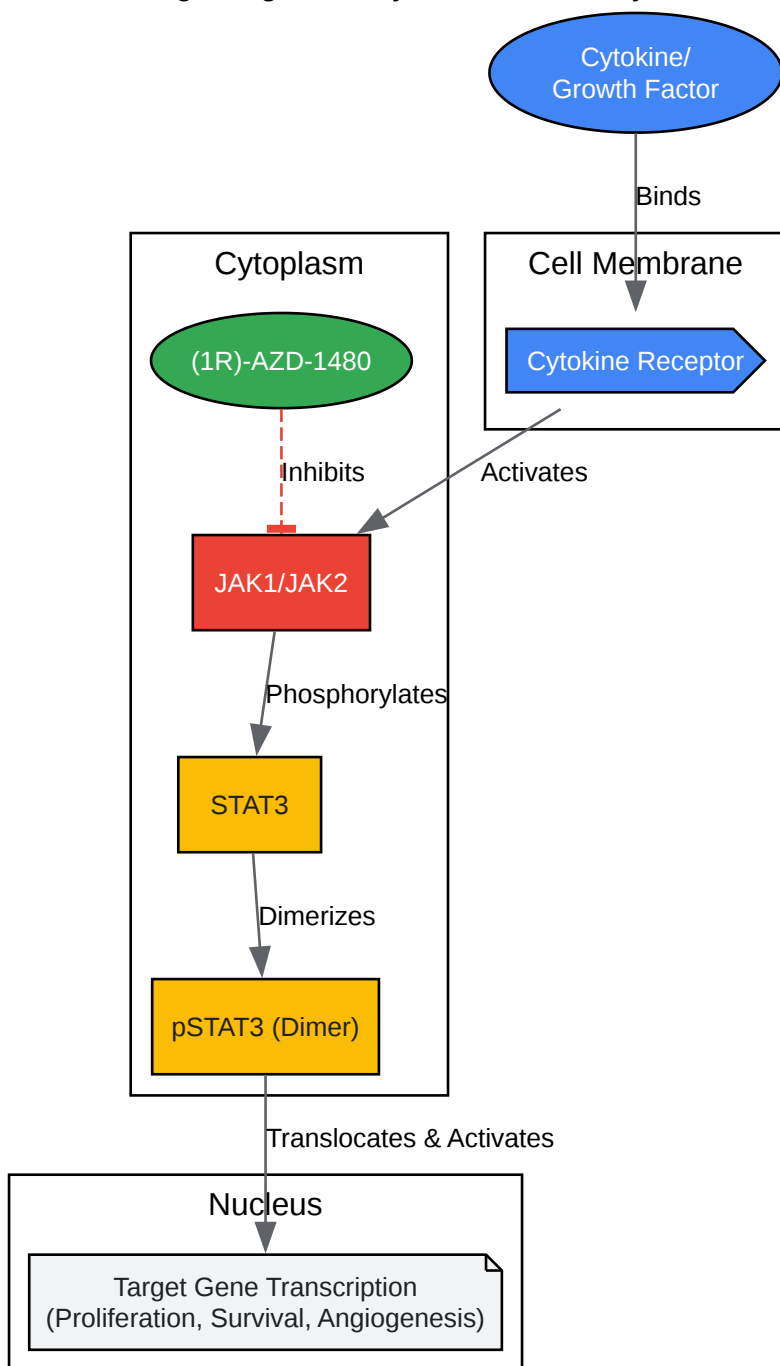 Cytokine/
Growth Factor
Binds
Cytoplasm
Cell Membrane
(1R)-AZD-1480
Cytokine Receptor
Inhibits
Activates
JAK1/JAK2
Phosphorylates
STAT3
Dimerizes
pSTAT3 (Dimer)
Translocates & Activates
Nucleus
Target Gene Transcription
(Proliferation, Survival, Angiogenesis)